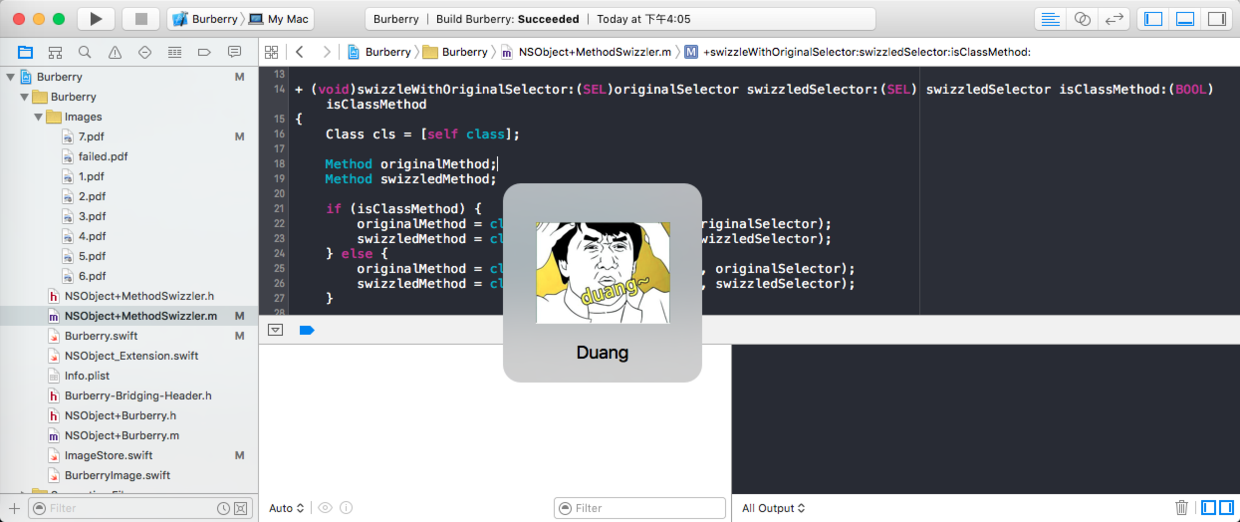 Burberry My Mac
Burberry | Build Burberry: Succeeded | Today at 下午4:05
Burberry Burberry NSObject+MethodSwizzler.m M +swizzleWithOriginalSelector:swizzledSelector:isClassMethod:
Burberry M
Burberry
Images
7.pdf M
failed.pdf
1.pdf
2.pdf
3.pdf
4.pdf
5.pdf
6.pdf
h NSObject+MethodSwizzler.h
m NSObject+MethodSwizzler.m M
Burberry.swift M
NSObject_Extension.swift
Info.plist
h Burberry-Bridging-Header.h
h NSObject+Burberry.h
m NSObject+Burberry.m
ImageStore.swift M
BurberryImage.swift
Filter
13
14 + (void)swizzleWithOriginalSelector:(SEL)originalSelector swizzledSelector:(SEL) swizzledSelector isClassMethod:(BOOL)
isClassMethod
15 {
16 Class cls = [self class];
17
18 Method originalMethod;
19 Method swizzledMethod;
20
21 if (isClassMethod) {
22 originalMethod = cl riginalSelector);
23 swizzledMethod = cl wizzledSelector);
24 } else {
25 originalMethod = cl , originalSelector);
26 swizzledMethod = cl , swizzledSelector);
27 }
28
duang~
Duang
Auto
Filter
All Output